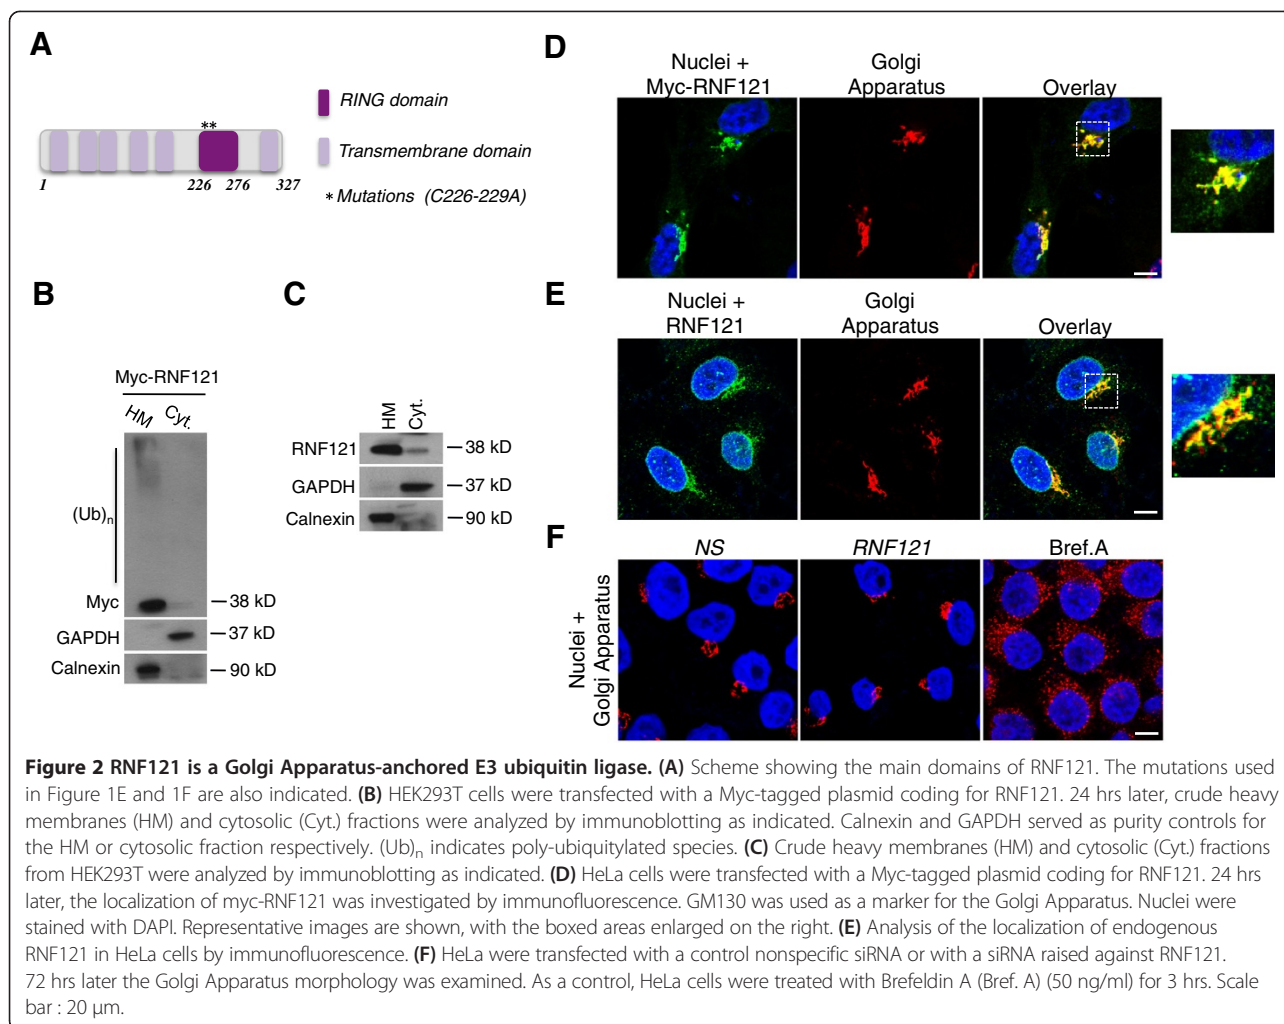 A
RING domain
**
Transmembrane domain
1 226 276 327
* Mutations (C226-229A)
B
Myc-RNF121
HM Cyt.
(Ub)n
Myc
38 kD
GAPDH
37 kD
Calnexin
90 kD
C
HM Cyt.
RNF121
38 kD
GAPDH
37 kD
Calnexin
90 kD
D
Nuclei +
Myc-RNF121
Golgi
Apparatus
Overlay
E
Nuclei +
RNF121
Golgi
Apparatus
Overlay
F
NS
RNF121
Bref.A
Nuclei +
Golgi Apparatus
Figure 2 RNF121 is a Golgi Apparatus-anchored E3 ubiquitin ligase. (A) Scheme showing the main domains of RNF121. The mutations used
in Figure 1E and 1F are also indicated. (B) HEK293T cells were transfected with a Myc-tagged plasmid coding for RNF121. 24 hrs later, crude heavy
membranes (HM) and cytosolic (Cyt.) fractions were analyzed by immunoblotting as indicated. Calnexin and GAPDH served as purity controls for
the HM or cytosolic fraction respectively. (Ub)n indicates poly-ubiquitylated species. (C) Crude heavy membranes (HM) and cytosolic (Cyt.) fractions
from HEK293T were analyzed by immunoblotting as indicated. (D) HeLa cells were transfected with a Myc-tagged plasmid coding for RNF121. 24 hrs
later, the localization of myc-RNF121 was investigated by immunofluorescence. GM130 was used as a marker for the Golgi Apparatus. Nuclei were
stained with DAPI. Representative images are shown, with the boxed areas enlarged on the right. (E) Analysis of the localization of endogenous
RNF121 in HeLa cells by immunofluorescence. (F) HeLa were transfected with a control nonspecific siRNA or with a siRNA raised against RNF121.
72 hrs later the Golgi Apparatus morphology was examined. As a control, HeLa cells were treated with Brefeldin A (Bref. A) (50 ng/ml) for 3 hrs. Scale
bar : 20 μm.